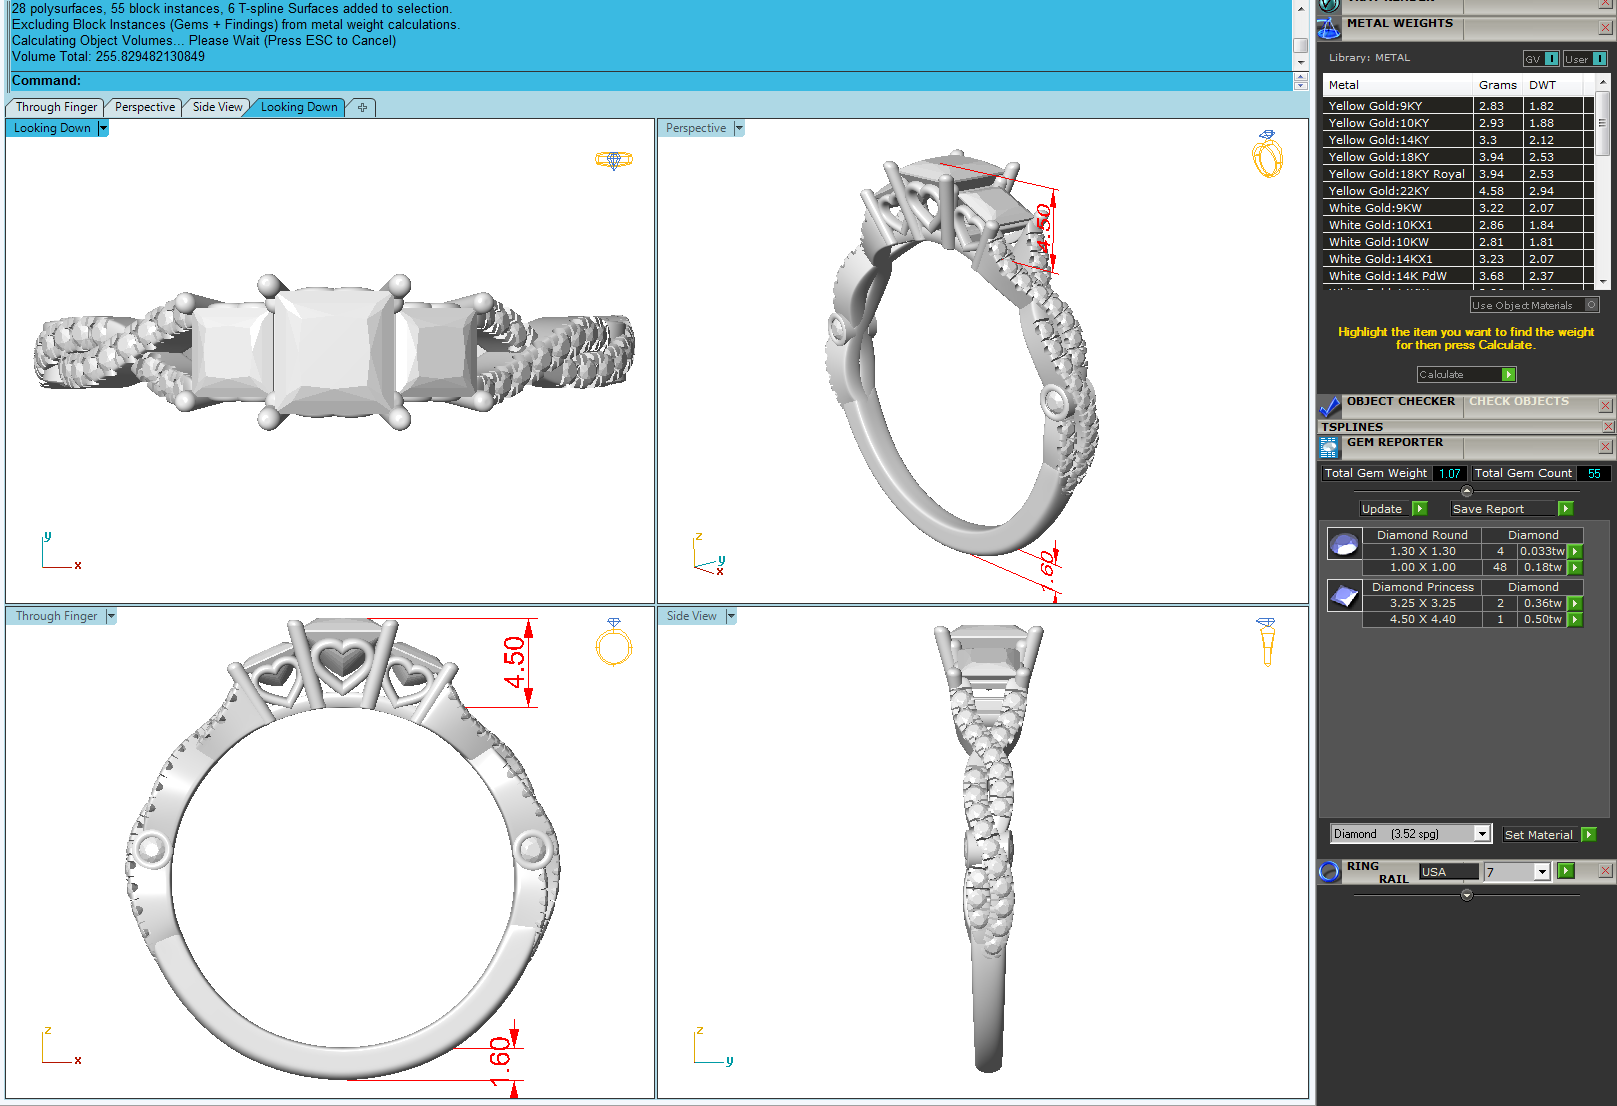 28 polysurfaces, 55 block instances, 6 T-spline Surfaces added to selection.
Excluding Block Instances (Gems + Findings) from metal weight calculations.
Calculating Object Volumes... Please Wait (Press ESC to Cancel)
Volume Total: 255.829482130849
Command:
Through Finger Perspective Side View Looking Down
Looking Down
Perspective
4.50
1.60
z
y
x
y
x
Through Finger
4.50
1.60
z
x
Side View
z
y
METAL WEIGHTS
Library: METAL GV I User I
Metal Grams DWT
Yellow Gold:9KY 2.83 1.82
Yellow Gold:10KY 2.93 1.88
Yellow Gold:14KY 3.3 2.12
Yellow Gold:18KY 3.94 2.53
Yellow Gold:18KY Royal 3.94 2.53
Yellow Gold:22KY 4.58 2.94
White Gold:9KW 3.22 2.07
White Gold:10KX1 2.86 1.84
White Gold:10KW 2.81 1.81
White Gold:14KX1 3.23 2.07
White Gold:14K PdW 3.68 2.37
Use Object Materials
Highlight the item you want to find the weight
for then press Calculate.
Calculate
OBJECT CHECKER CHECK OBJECTS
TSPLINES
GEM REPORTER
Total Gem Weight 1.07 Total Gem Count 55
Update Save Report
Diamond Round Diamond
1.30 X 1.30 4 0.033tw
1.00 X 1.00 48 0.18tw
Diamond Princess Diamond
3.25 X 3.25 2 0.36tw
4.50 X 4.40 1 0.50tw
Diamond (3.52 spg) Set Material
RING RAIL USA 7